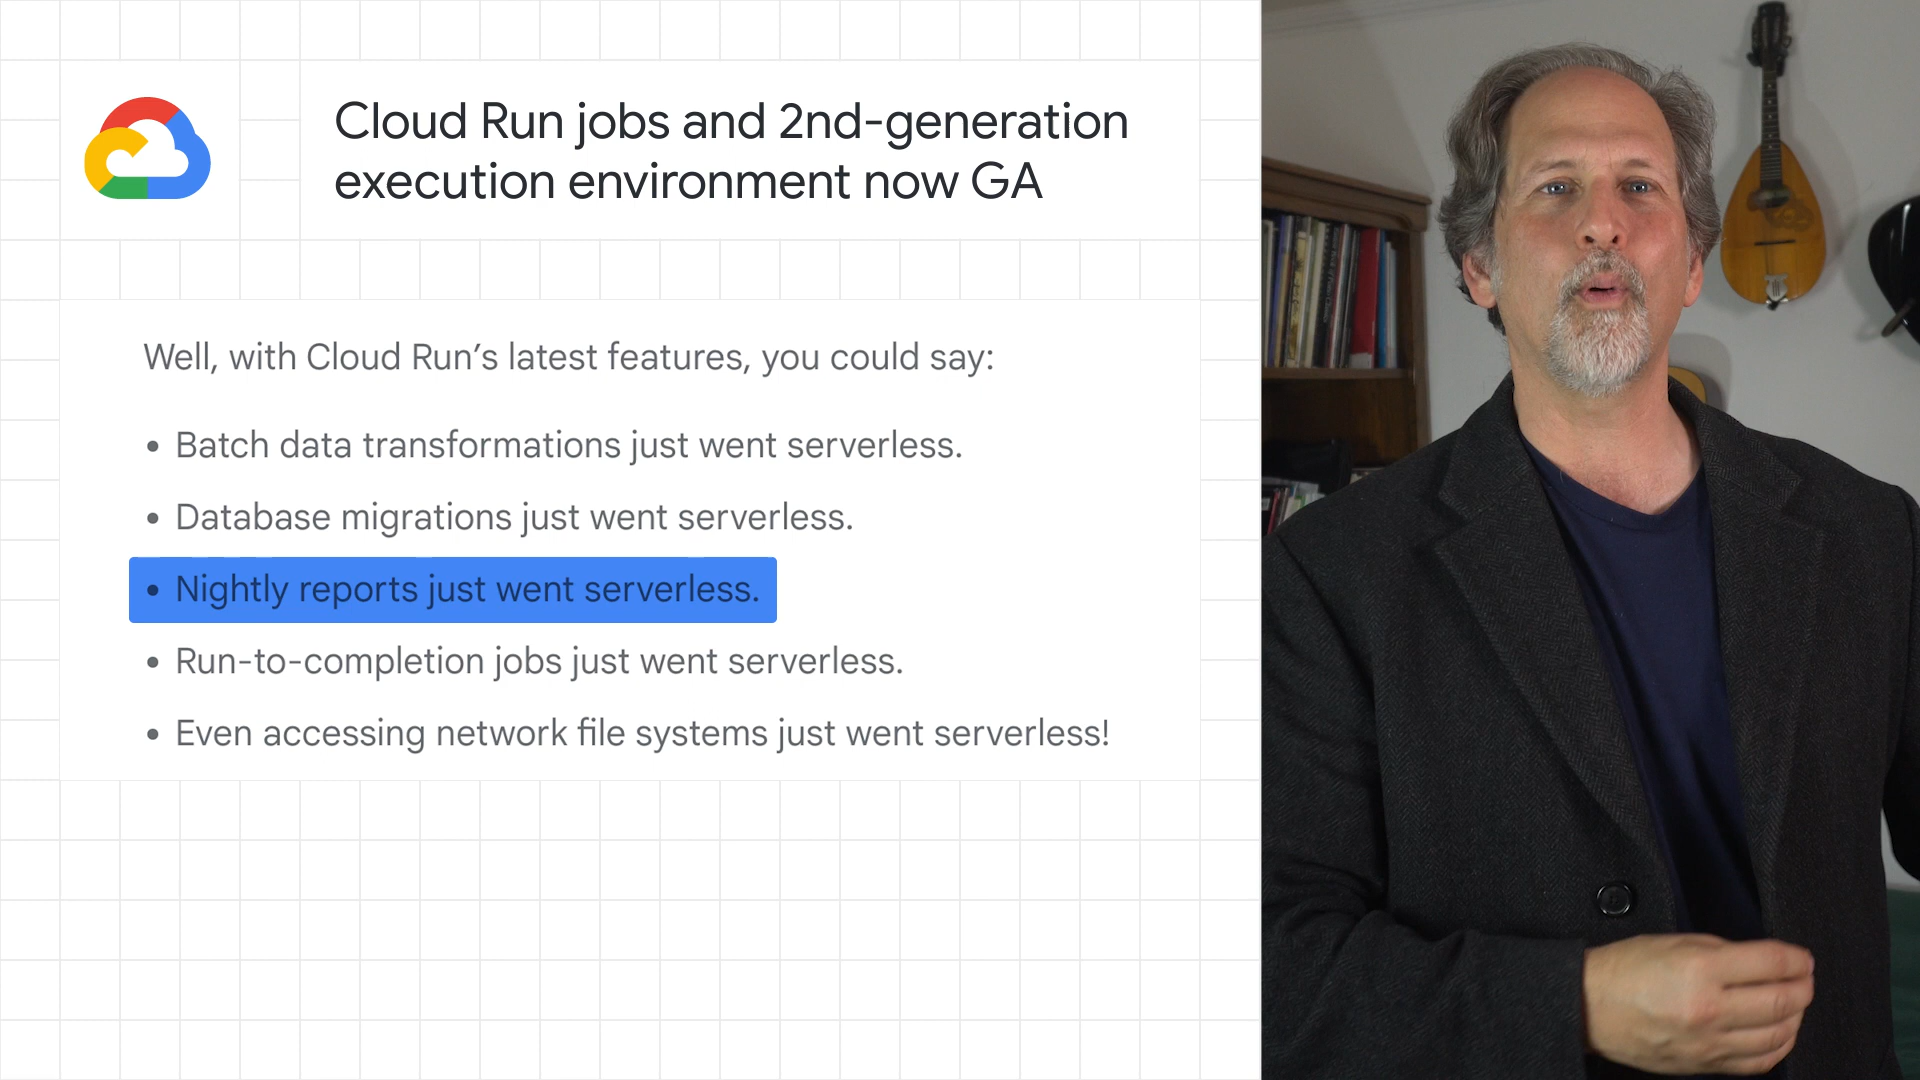 Cloud Run jobs and 2nd-generation
execution environment now GA
Well, with Cloud Run’s latest features, you could say:
• Batch data transformations just went serverless.
• Database migrations just went serverless.
• Nightly reports just went serverless.
• Run-to-completion jobs just went serverless.
• Even accessing network file systems just went serverless!